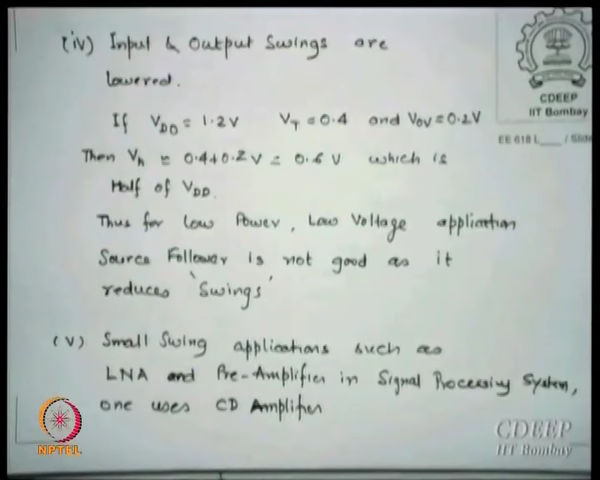 (iv) Input & Output Swings are
lowered.
If VDD = 1.2V VT = 0.4 and VOV = 0.2V
Then Vh = 0.4+0.2V = 0.6 V which is
Half of VDD.
Thus for Low Power, Low Voltage application
Source Follower is not good as it
reduces 'Swings'
(v) Small Swing applications such as
LNA and Pre-Amplifier in Signal Processing System,
one uses CD Amplifier
CDEEP
IIT Bombay
EE 618 L___ / Slide
NPTEL
CDEEP
IIT Bombay